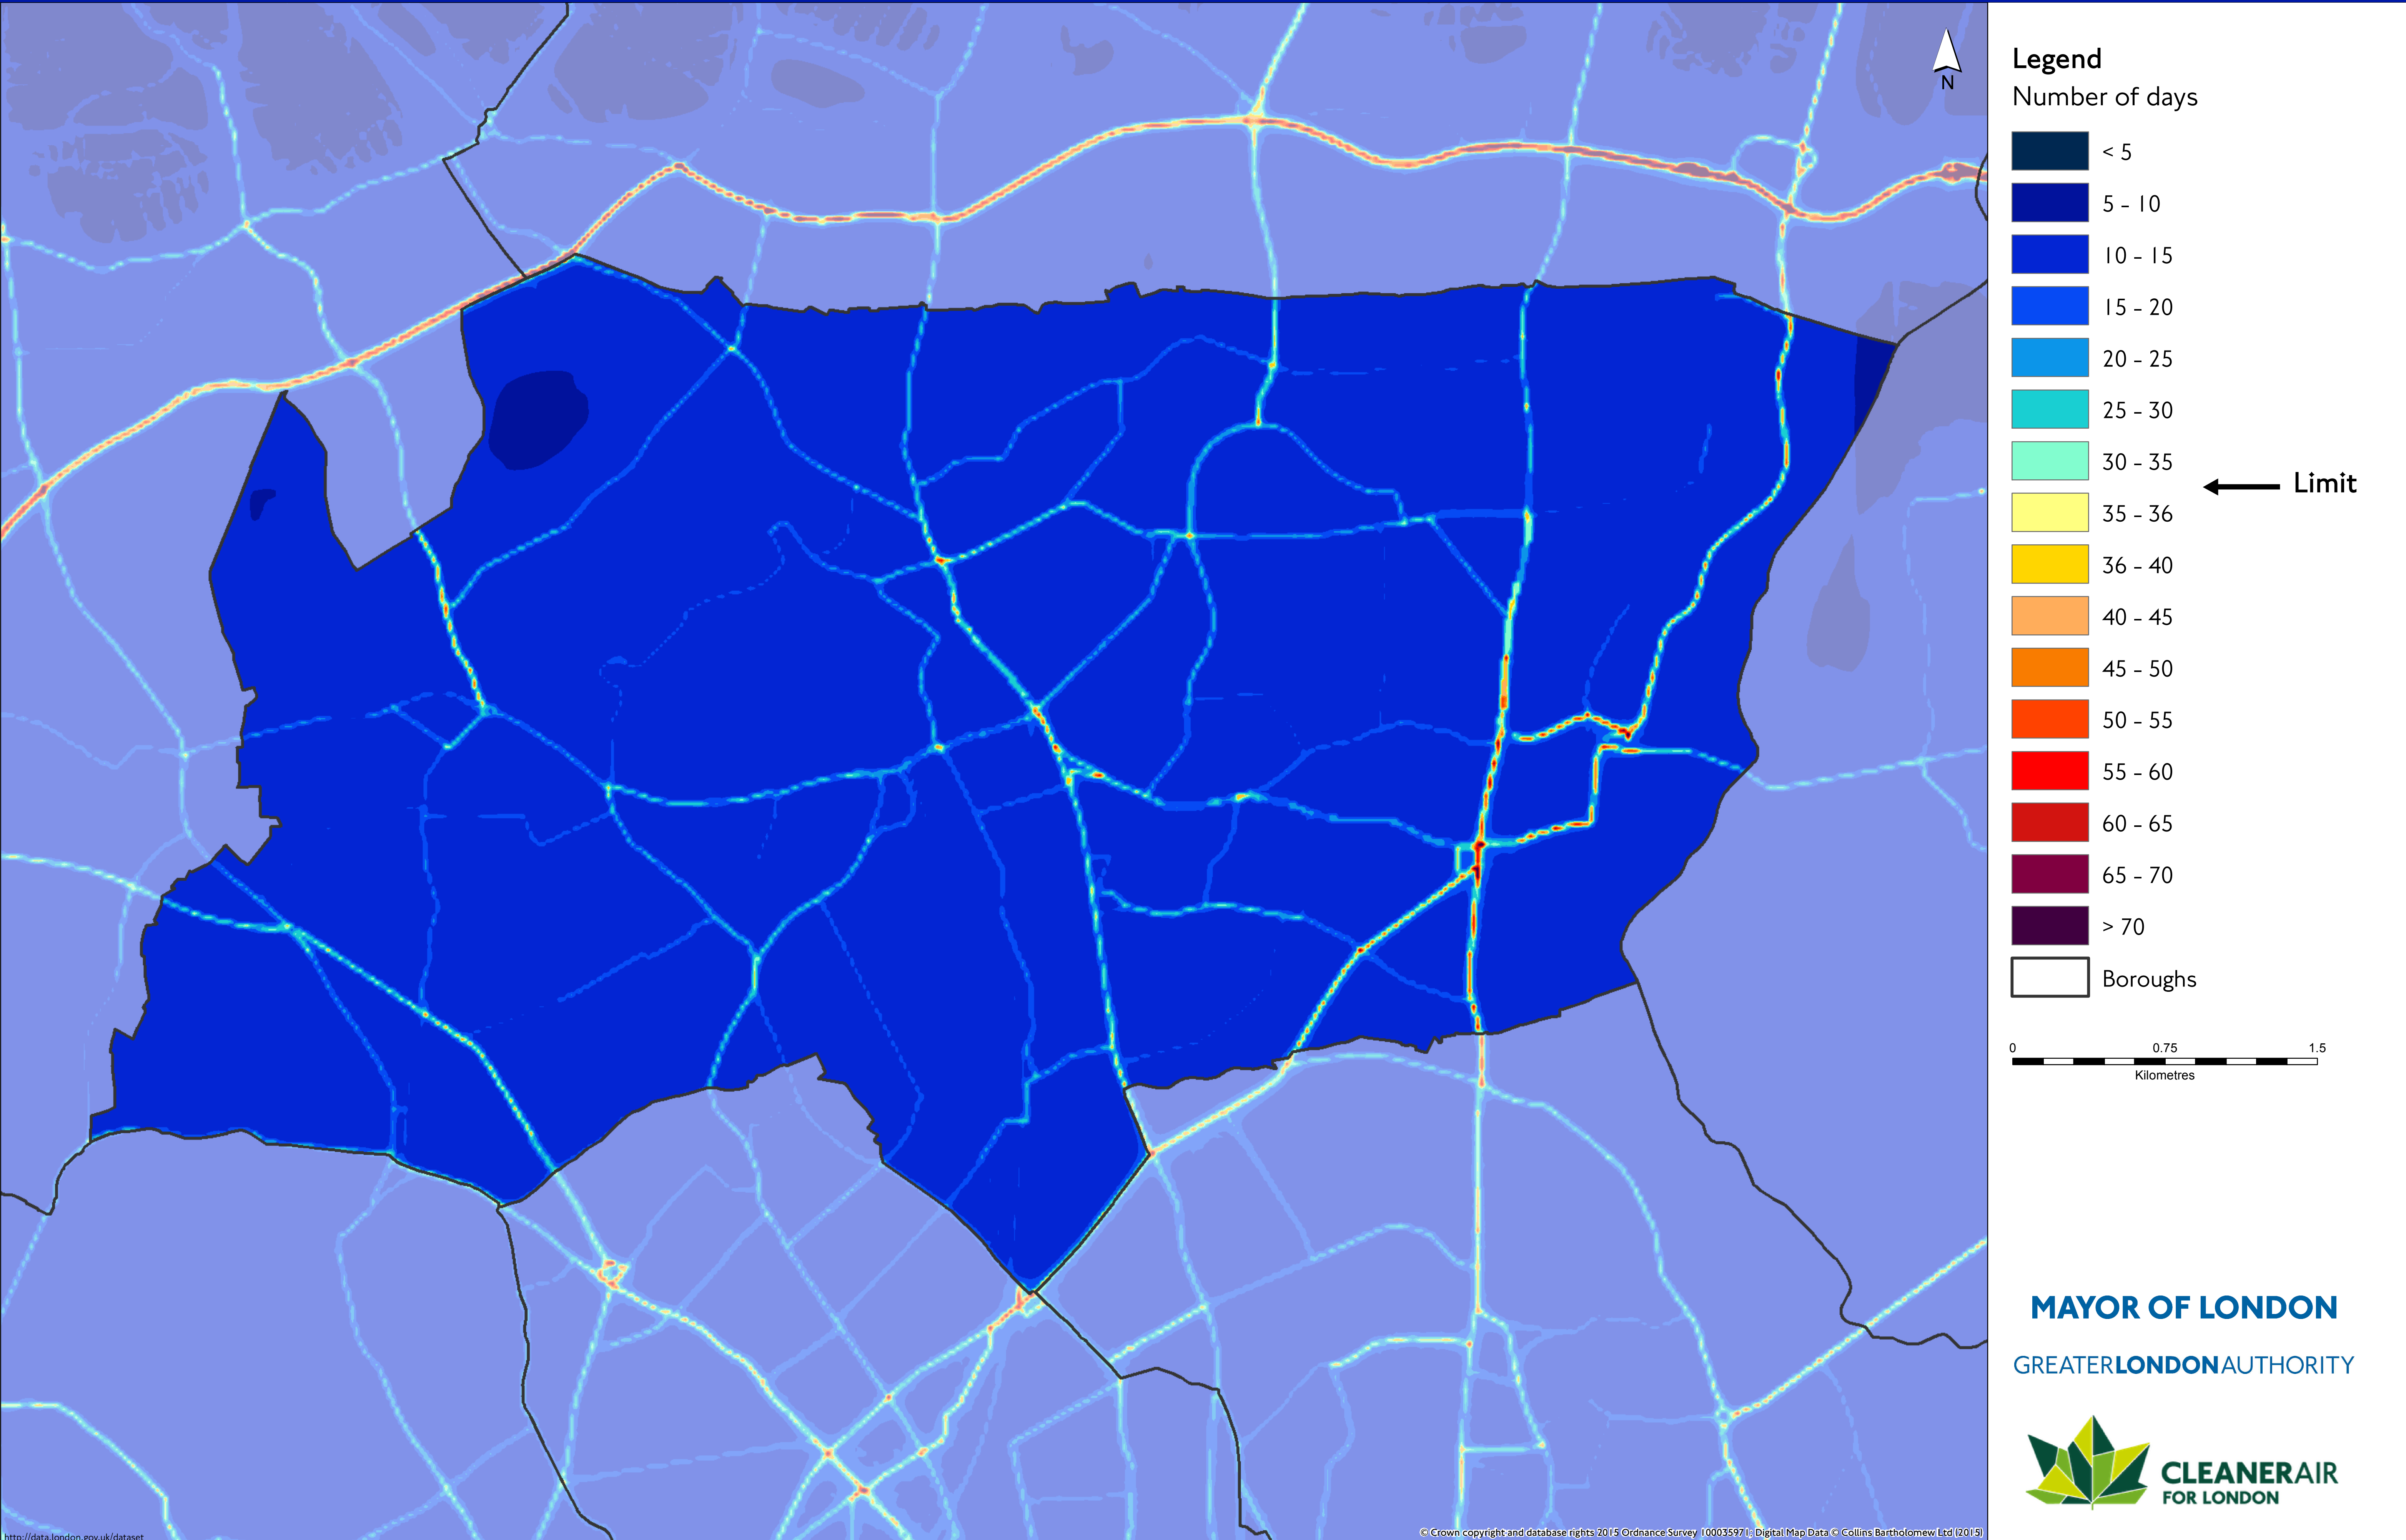 N
Legend
Number of days
< 5
5 - 10
10 - 15
15 - 20
20 - 25
25 - 30
30 - 35
Limit
35 - 36
36 - 40
40 - 45
45 - 50
50 - 55
55 - 60
60 - 65
65 - 70
> 70
Boroughs
0 0.75 1.5
Kilometres
MAYOR OF LONDON
GREATERLONDONAUTHORITY
CLEANERAIR
FOR LONDON
http://data.london.gov.uk/dataset
© Crown copyright and database rights 2015 Ordnance Survey 100035971; Digital Map Data © Collins Bartholomew Ltd (2015)